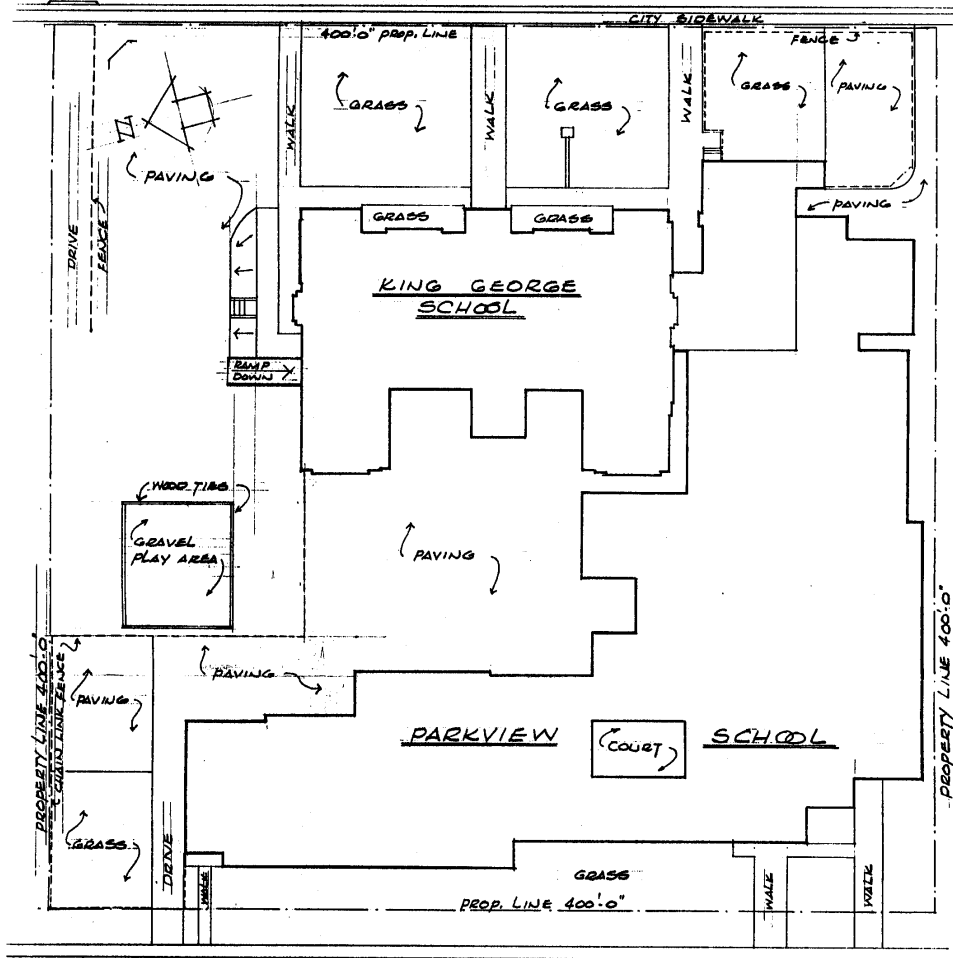 CITY SIDEWALK
400'-0" PROP. LINE
FENCE
GRASS
GRASS
GRASS
PAVING
WALK
WALK
WALK
PAVING
PAVING
DRIVE
FENCE
GRASS
GRASS
KING GEORGE
SCHOOL
RAMP
DOWN
WOOD TIES
GRAVEL
PLAY AREA
PAVING
PROPERTY LINE 400'-0"
CHAIN LINK FENCE
PAVING
PAVING
PROPERTY LINE 400'-0"
PARKVIEW
COURT
SCHOOL
GRASS
DRIVE
WALK
GRASS
WALK
WALK
PROP. LINE 400'-0"